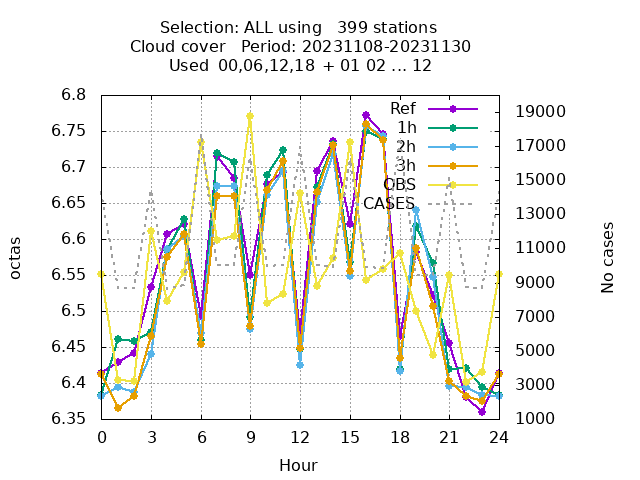 Selection: ALL using   399 stations
Cloud cover   Period: 20231108-20231130
Used  00,06,12,18  + 01 02 ... 12
6.8
6.75
6.7
6.65
6.6
6.55
6.5
6.45
6.4
6.35
octas
Ref
1h
2h
3h
OBS
CASES
19000
17000
15000
13000
11000
9000
7000
5000
3000
1000
No cases
0 3 6 9 12 15 18 21 24
Hour